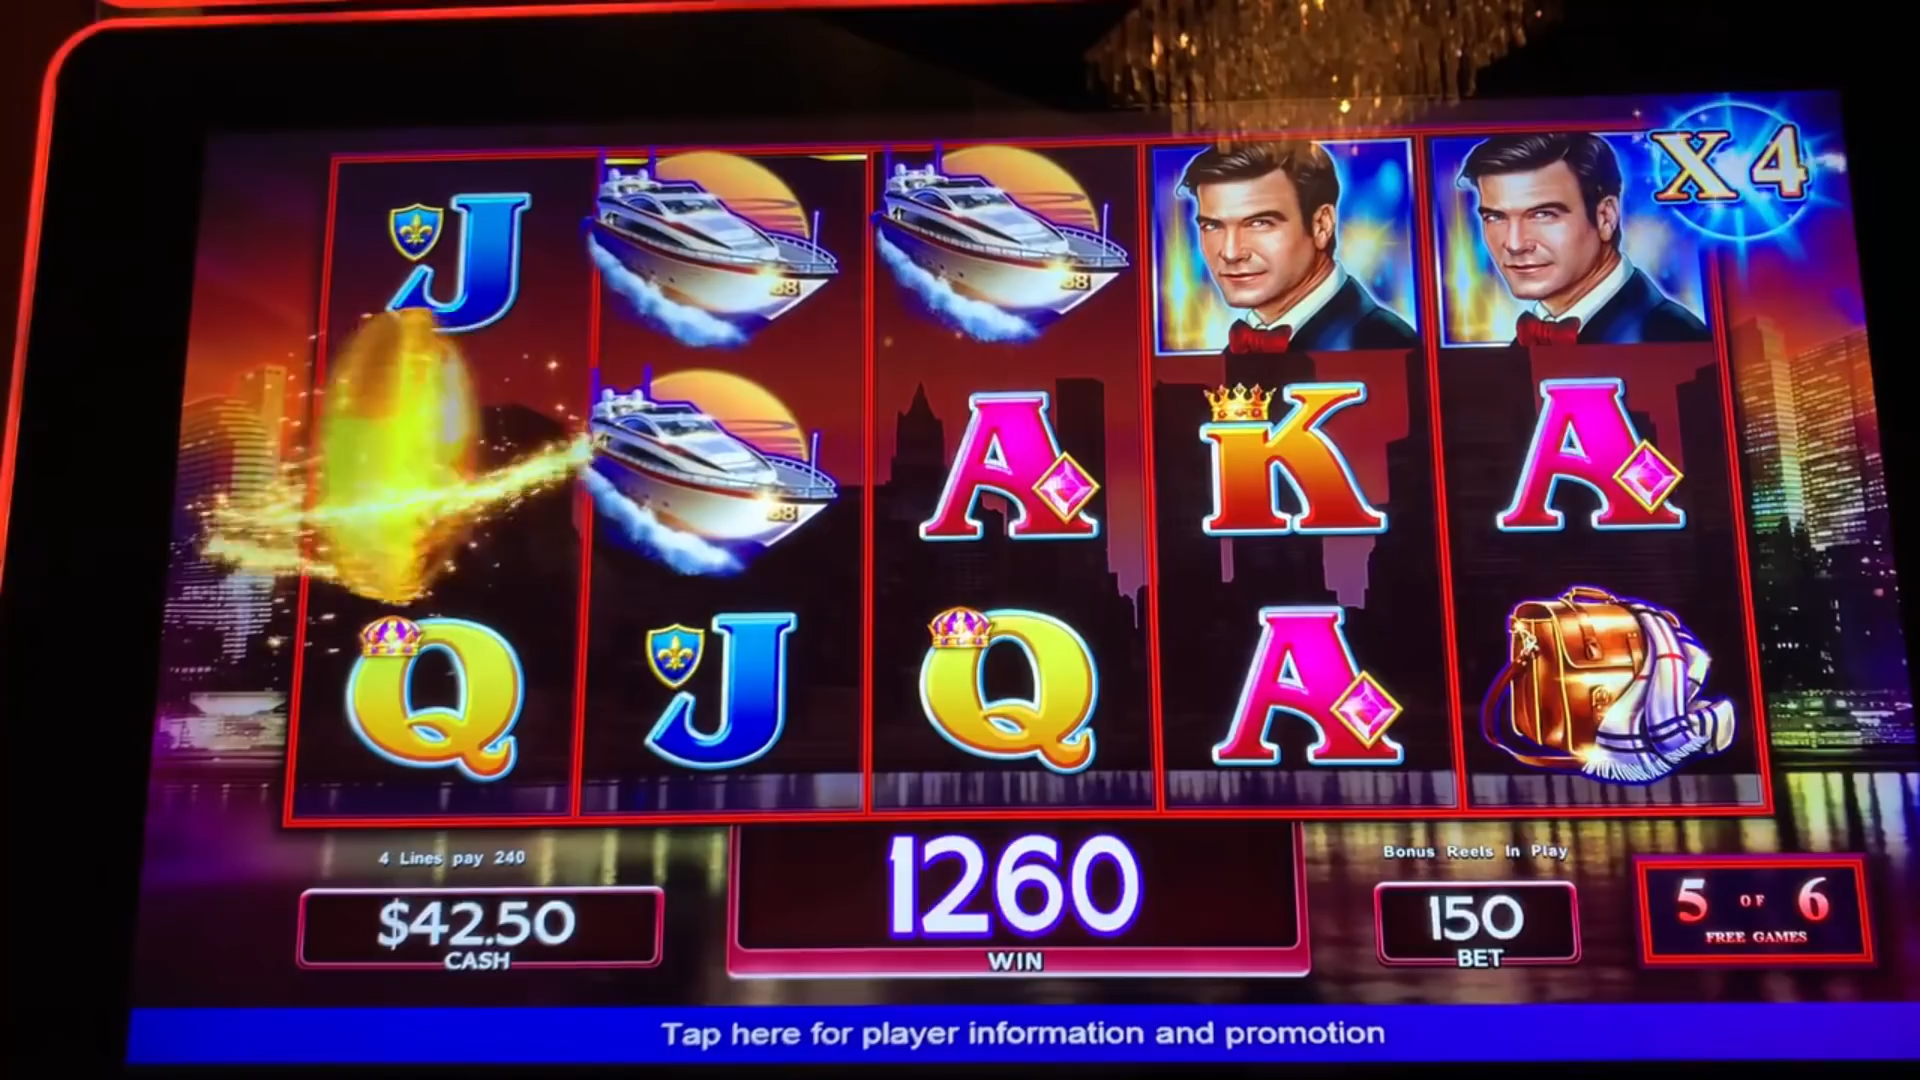 X4
J
A K A
Q J Q A
4 Lines pay 240
$42.50
CASH
1260
WIN
Bonus Reels In Play
150
BET
5 OF 6
FREE GAMES
Tap here for player information and promotion